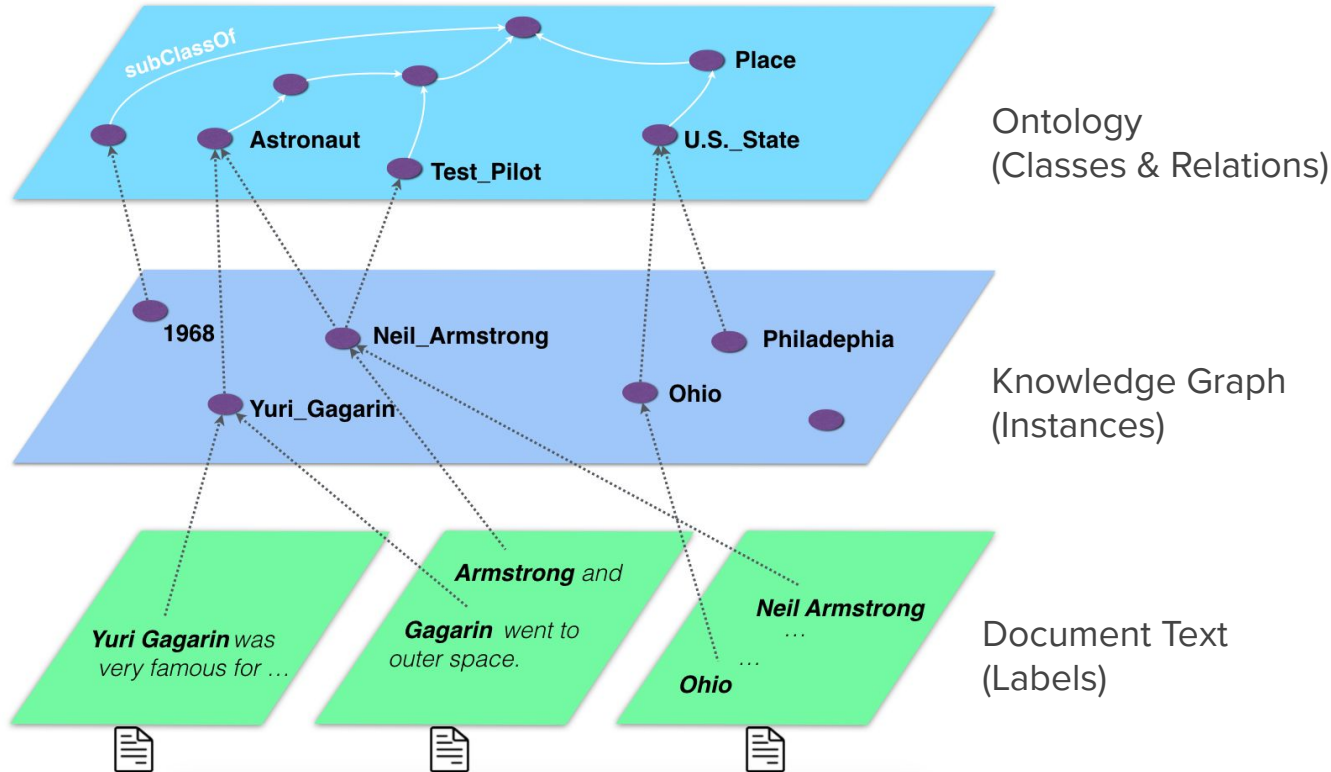 subClassOf
Place
Astronaut
U.S._State
Test_Pilot
Ontology
(Classes & Relations)
1968
Neil_Armstrong
Philadephia
Yuri_Gagarin
Ohio
Knowledge Graph
(Instances)
Yuri Gagarin was
very famous for ...
Armstrong and
Gagarin went to
outer space.
Neil Armstrong
...
...
Ohio
Document Text
(Labels)